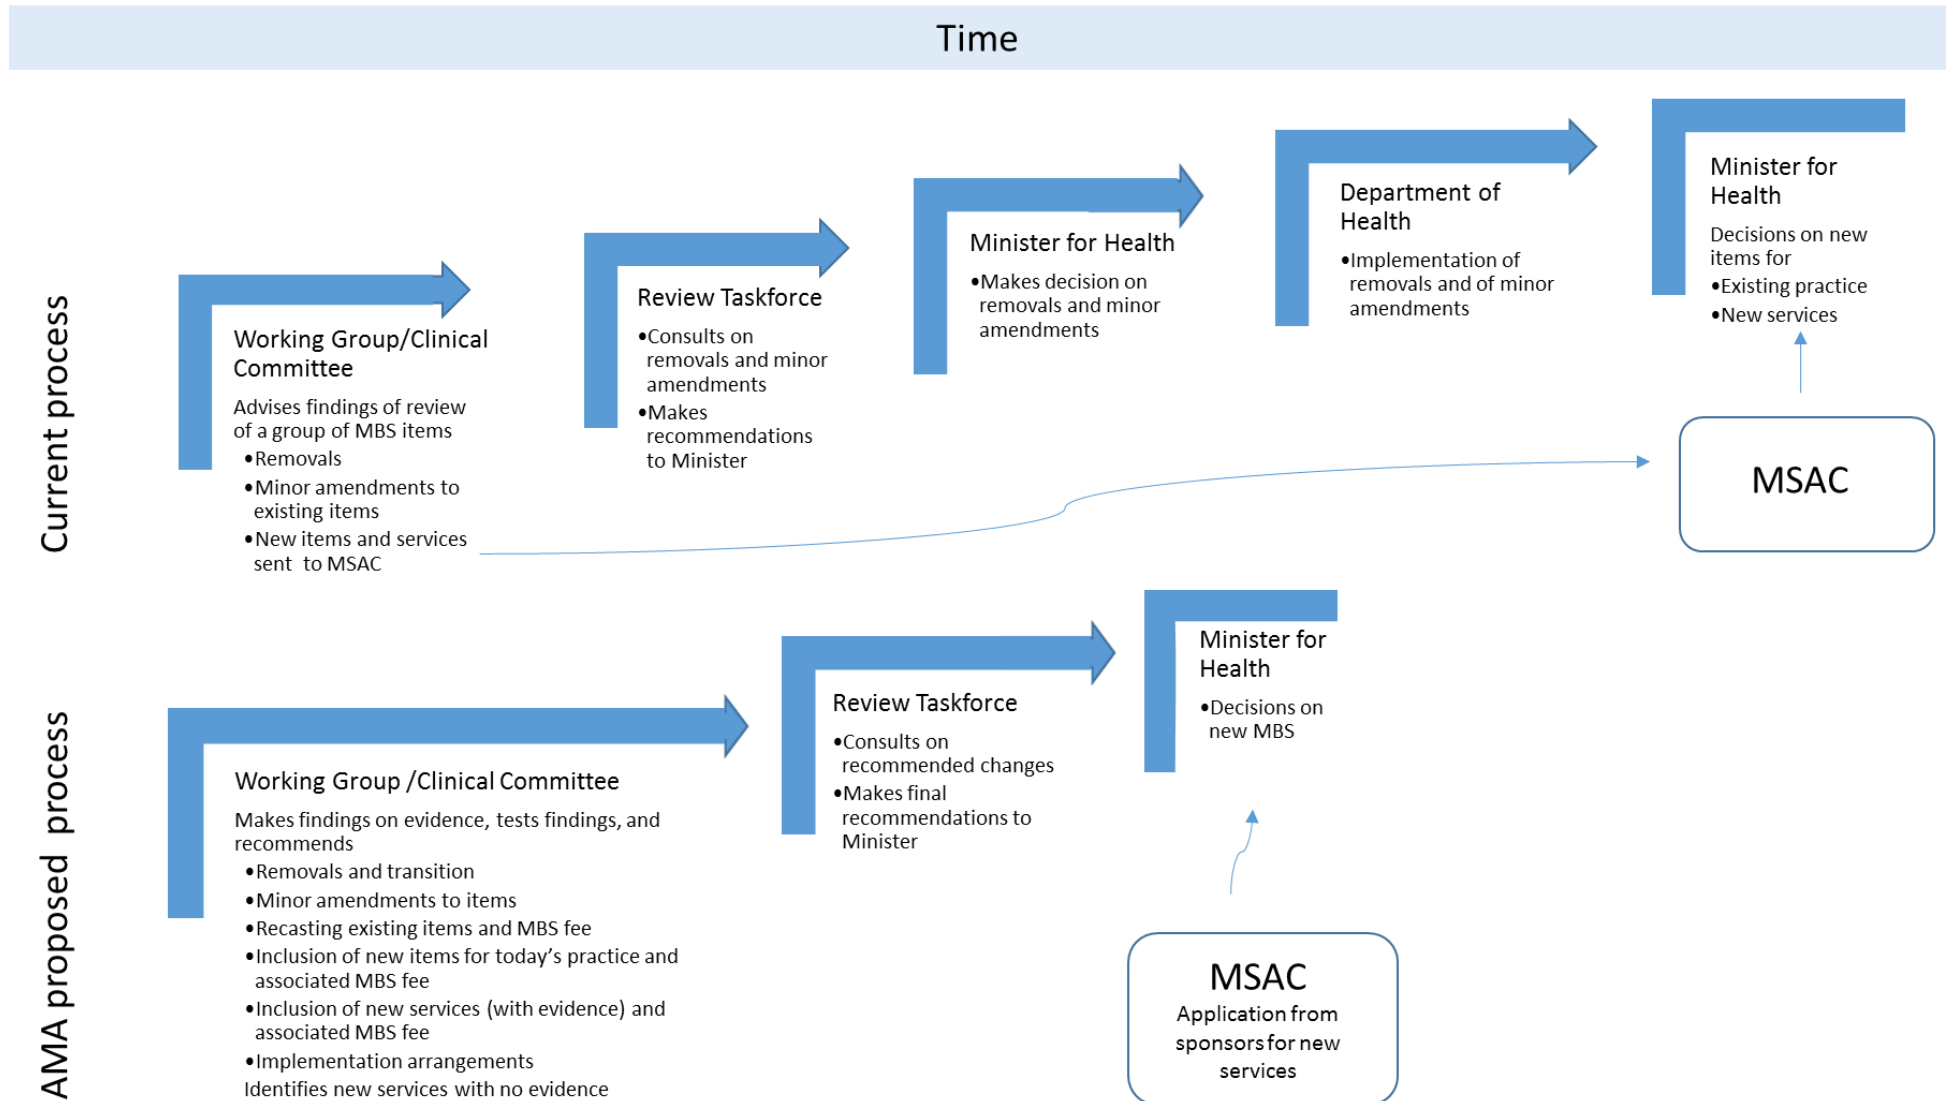 Time
Current process
Working Group/Clinical
Committee
Advises findings of review
of a group of MBS items
•Removals
•Minor amendments to
existing items
•New items and services
sent to MSAC
Review Taskforce
•Consults on
removals and minor
amendments
•Makes
recommendations
to Minister
Minister for Health
•Makes decision on
removals and minor
amendments
Department of
Health
•Implementation of
removals and of minor
amendments
Minister for
Health
Decisions on new
items for
•Existing practice
•New services
MSAC
AMA proposed process
Working Group /Clinical Committee
Makes findings on evidence, tests findings, and
recommends
•Removals and transition
•Minor amendments to items
•Recasting existing items and MBS fee
•Inclusion of new items for today's practice and
associated MBS fee
•Inclusion of new services (with evidence) and
associated MBS fee
•Implementation arrangements
Identifies new services with no evidence
Review Taskforce
•Consults on
recommended changes
•Makes final
recommendations to
Minister
Minister for
Health
•Decisions on
new MBS
MSAC
Application from
sponsors for new
services